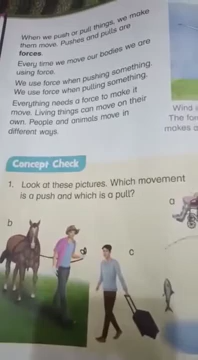 When we push or pull things, we make
them move. Pushes and pulls are
forces.
Every time we move our bodies we are
using force.
We use force when pushing something.
We use force when pulling something.
Everything needs a force to make it
move. Living things can move on their
own. People and animals move in
different ways.
Wind
The
makes
Concept Check
1. Look at these pictures. Which movement
is a push and which is a pull?
a
b
c